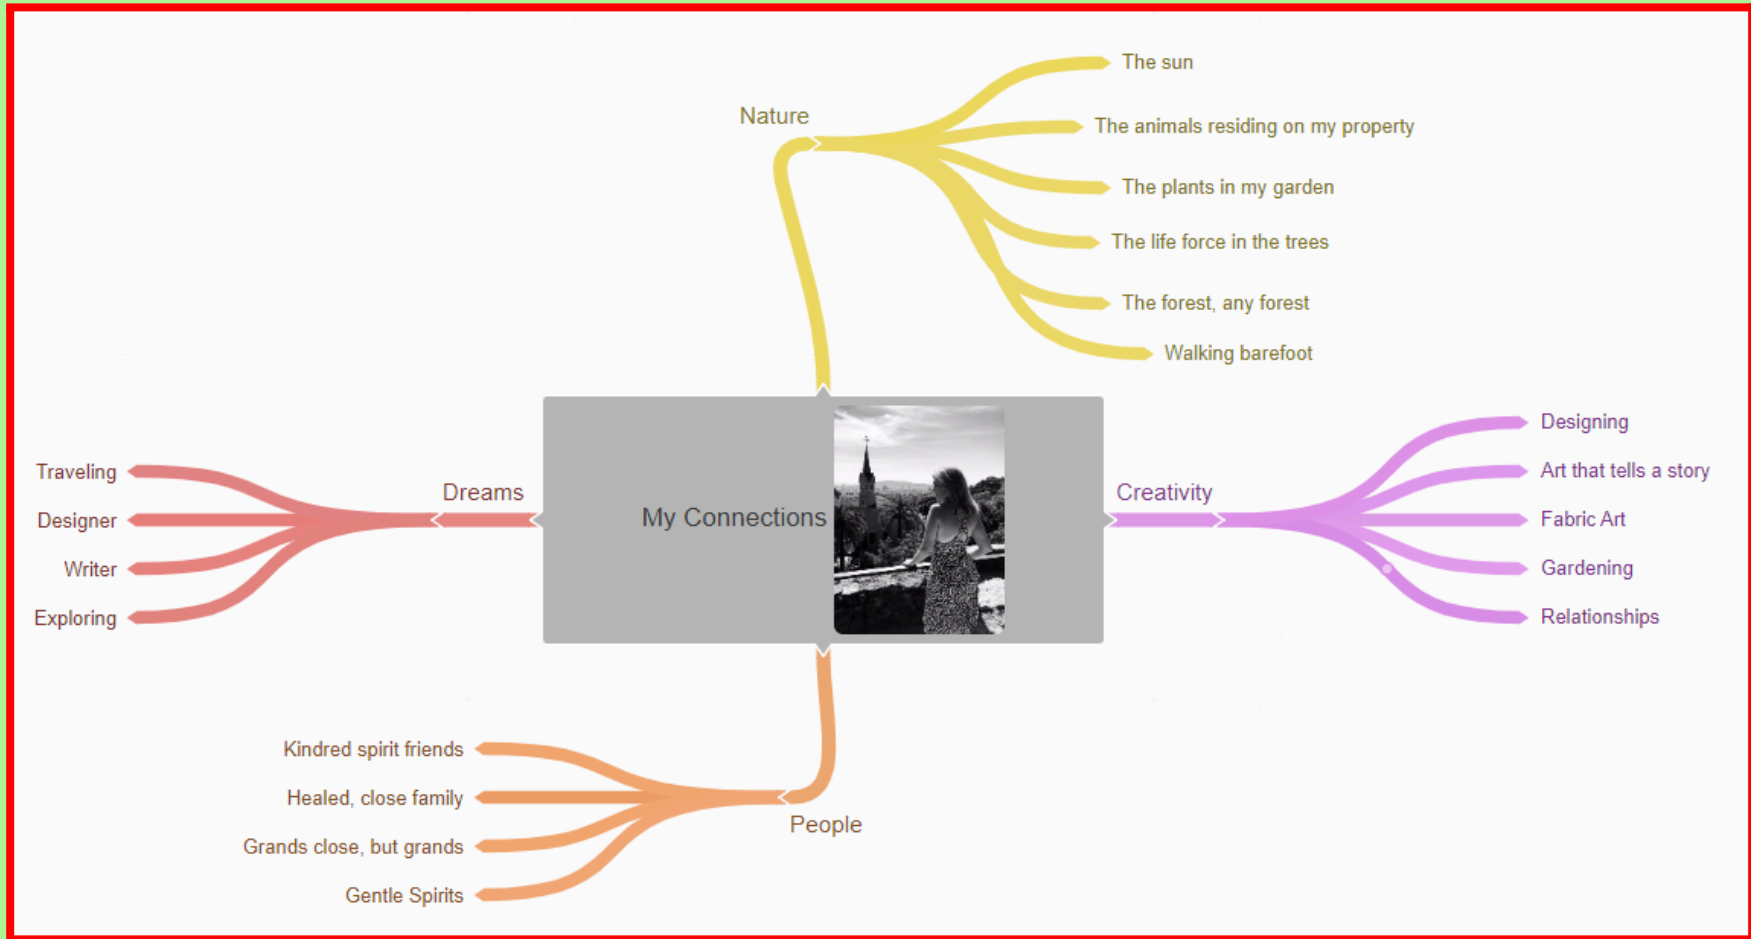 Nature
The sun
The animals residing on my property
The plants in my garden
The life force in the trees
The forest, any forest
Walking barefoot
Dreams
Traveling
Designer
Writer
Exploring
My Connections
Creativity
Designing
Art that tells a story
Fabric Art
Gardening
Relationships
People
Kindred spirit friends
Healed, close family
Grands close, but grands
Gentle Spirits